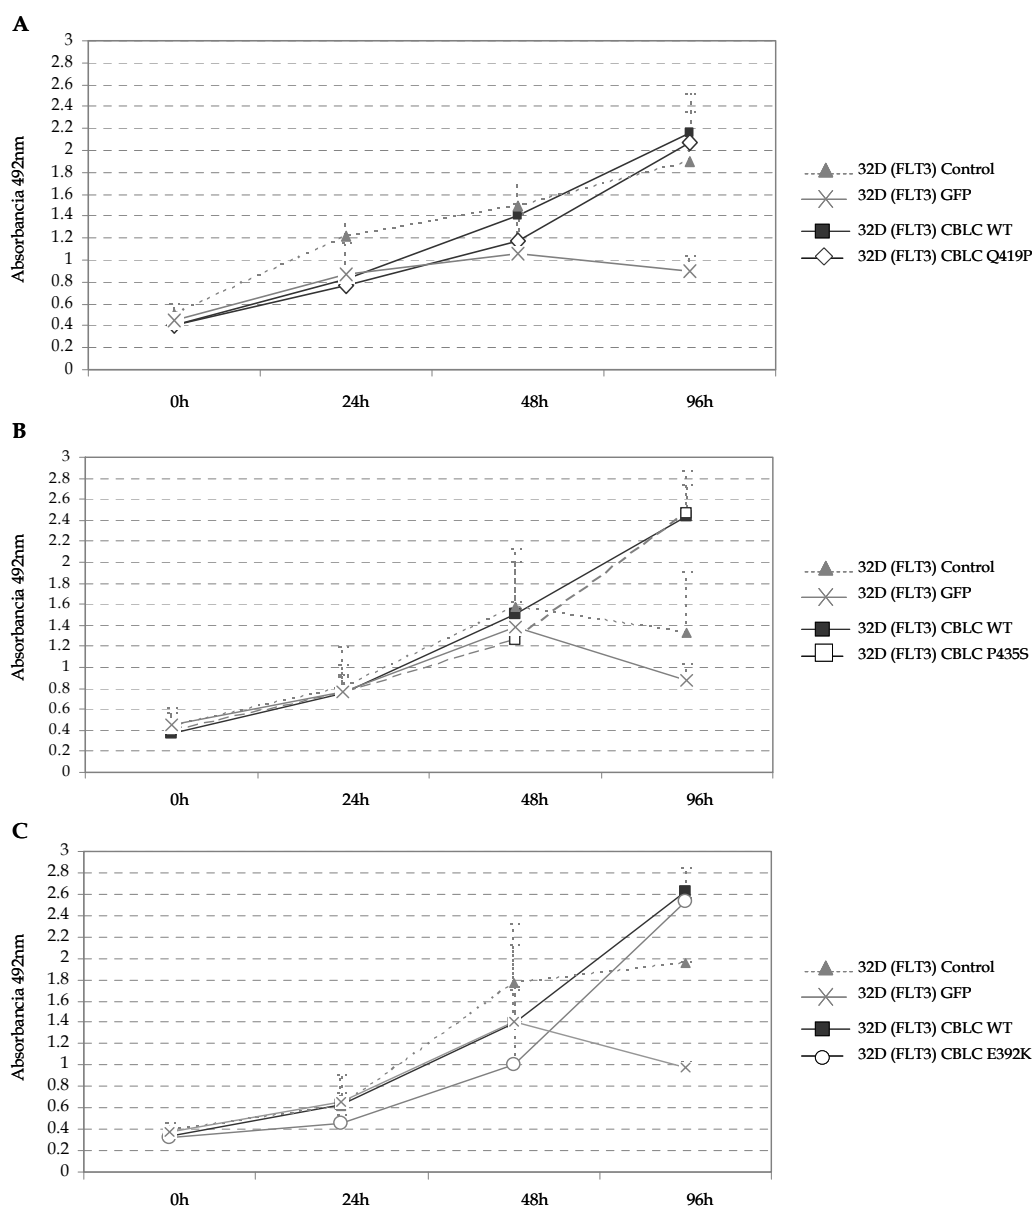 A
3
2.8
2.6
2.4
2.2
2
1.8
1.6
1.4
1.2
1
0.8
0.6
0.4
0.2
0
Absorbancia 492nm
0h 24h 48h 96h
32D (FLT3) Control
32D (FLT3) GFP
32D (FLT3) CBLC WT
32D (FLT3) CBLC Q419P
B
3
2.8
2.6
2.4
2.2
2
1.8
1.6
1.4
1.2
1
0.8
0.6
0.4
0.2
0
Absorbancia 492nm
0h 24h 48h 96h
32D (FLT3) Control
32D (FLT3) GFP
32D (FLT3) CBLC WT
32D (FLT3) CBLC P435S
C
3
2.8
2.6
2.4
2.2
2
1.8
1.6
1.4
1.2
1
0.8
0.6
0.4
0.2
0
Absorbancia 492nm
0h 24h 48h 96h
32D (FLT3) Control
32D (FLT3) GFP
32D (FLT3) CBLC WT
32D (FLT3) CBLC E392K